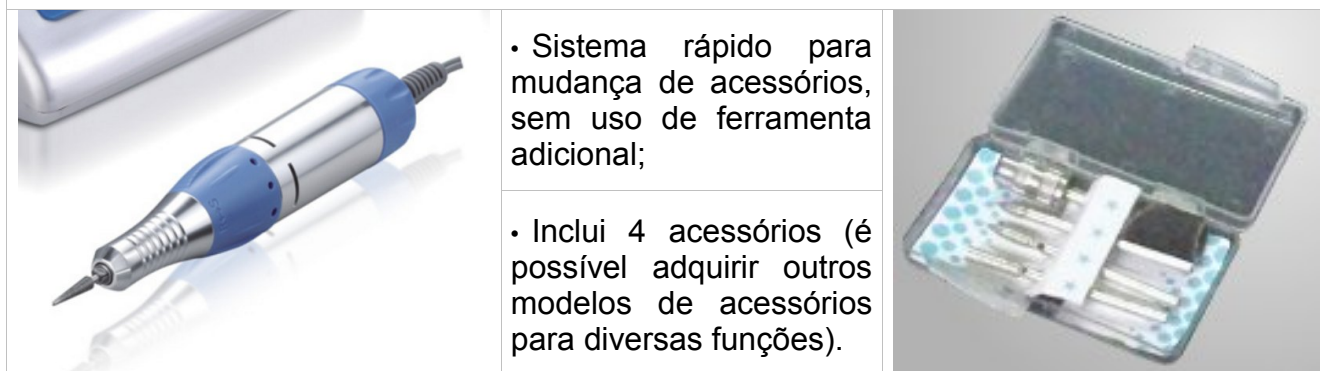 • Sistema rápido para
mudança de acessórios,
sem uso de ferramenta
adicional;
• Inclui 4 acessórios (é
possível adquirir outros
modelos de acessórios
para diversas funções).